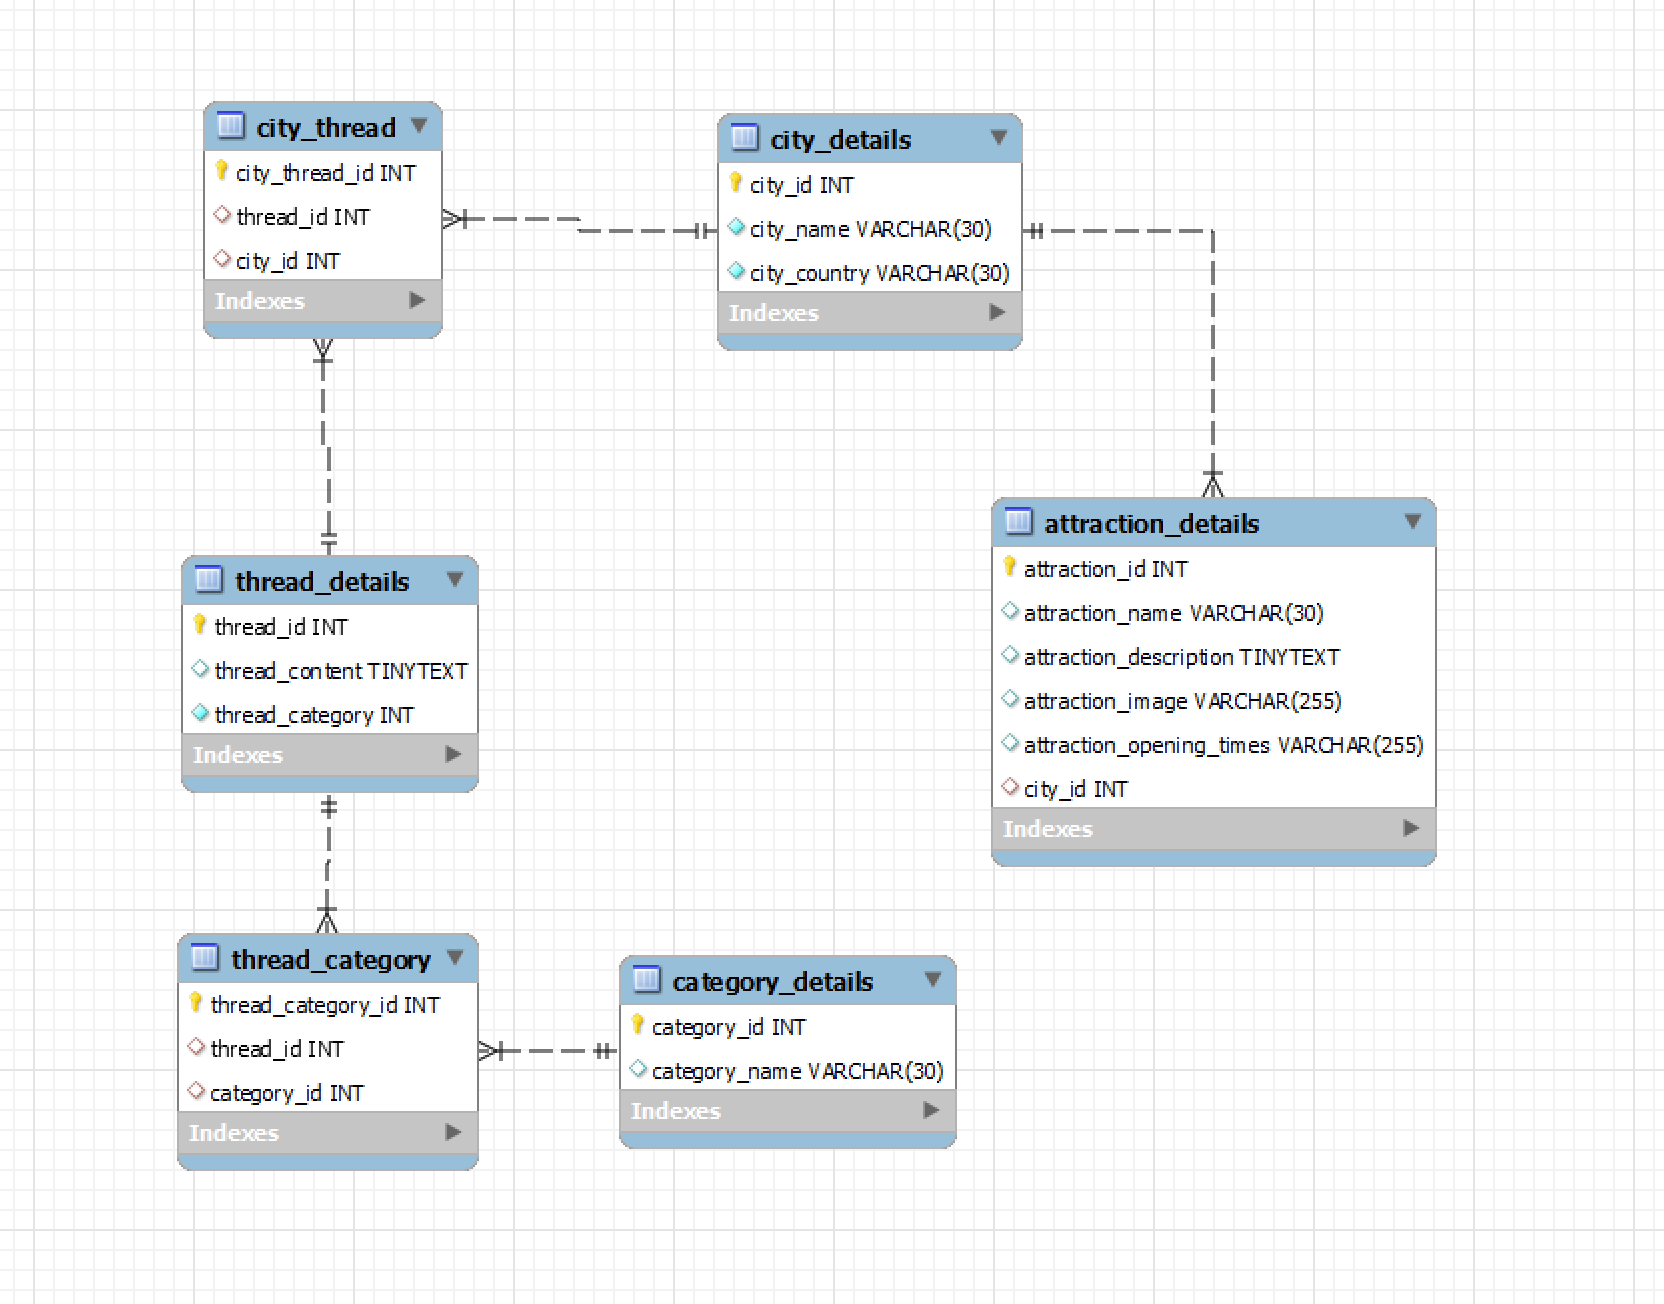 city_thread
city_thread_id INT
thread_id INT
city_id INT
Indexes
city_details
city_id INT
city_name VARCHAR(30)
city_country VARCHAR(30)
Indexes
thread_details
thread_id INT
thread_content TINYTEXT
thread_category INT
Indexes
attraction_details
attraction_id INT
attraction_name VARCHAR(30)
attraction_description TINYTEXT
attraction_image VARCHAR(255)
attraction_opening_times VARCHAR(255)
city_id INT
Indexes
thread_category
thread_category_id INT
thread_id INT
category_id INT
Indexes
category_details
category_id INT
category_name VARCHAR(30)
Indexes